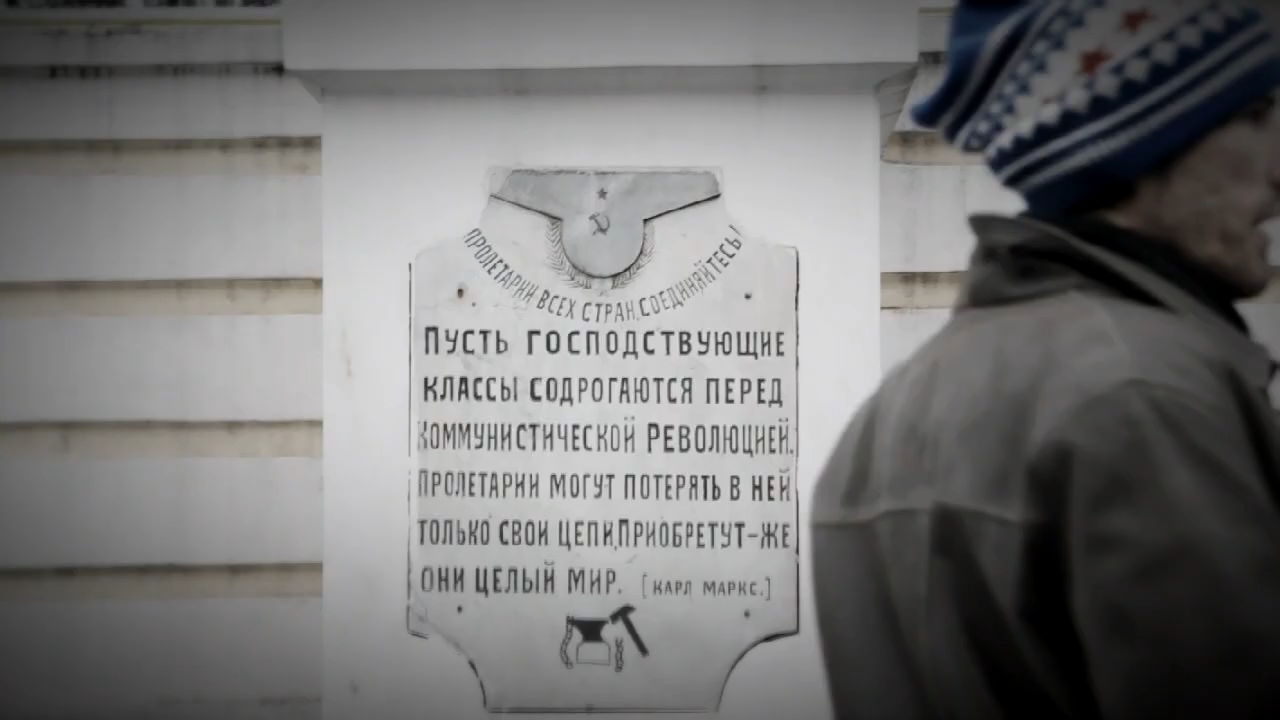 ПРОЛЕТАРИИ ВСЕХ СТРАН, СОЕДИНЯЙТЕСЬ!
ПУСТЬ ГОСПОДСТВУЮЩИЕ
КЛАССЫ СОДРОГАЮТСЯ ПЕРЕД
КОММУНИСТИЧЕСКОЙ РЕВОЛЮЦИЕЙ.
ПРОЛЕТАРИИ МОГУТ ПОТЕРЯТЬ В НЕЙ
ТОЛЬКО СВОИ ЦЕПИ, ПРИОБРЕТУТ-ЖЕ
ОНИ ЦЕЛЫЙ МИР. [КАРЛ МАРКС.]